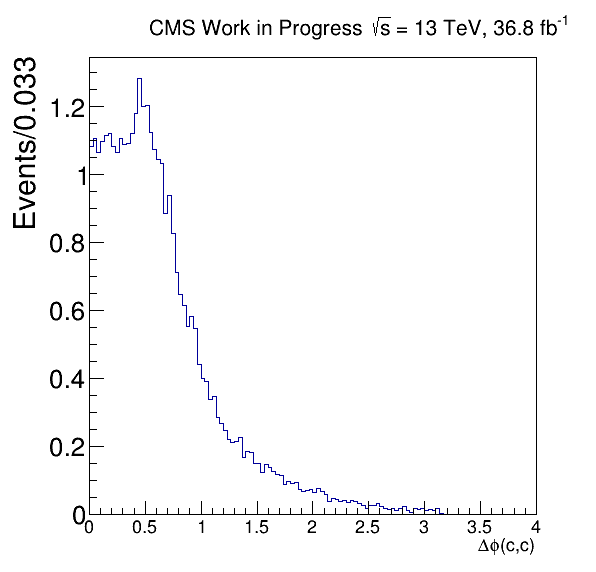 CMS Work in Progress √s = 13 TeV, 36.8 fb⁻¹
Events/0.033
1.2
1
0.8
0.6
0.4
0.2
0
0 0.5 1 1.5 2 2.5 3 3.5 4
Δϕ(c,c)